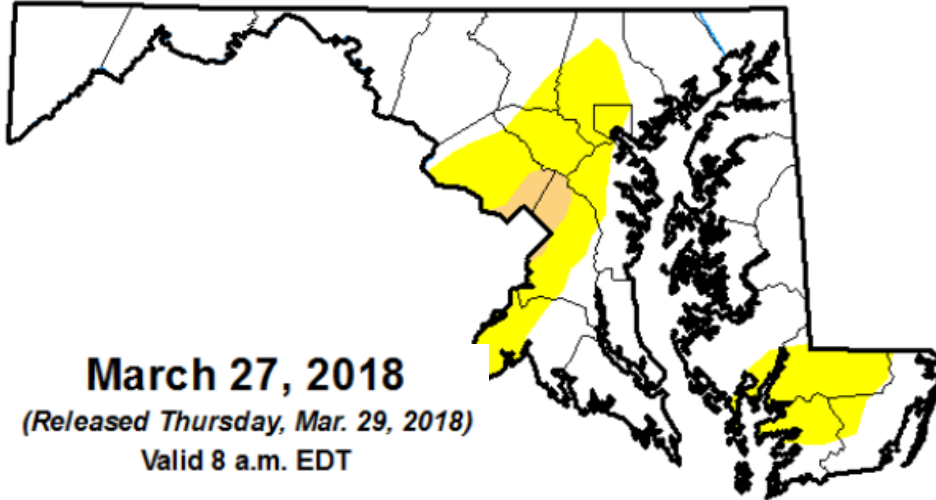 March 27, 2018
(Released Thursday, Mar. 29, 2018)
Valid 8 a.m. EDT